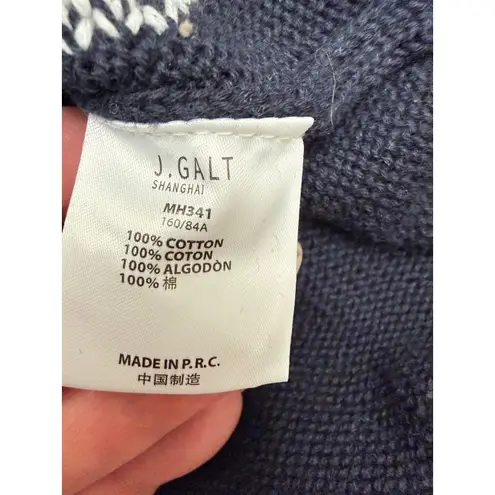 J.GALT
SHANGHAI
MH341
160/84A
100% COTTON
100% COTON
100% ALGODÒN
100% 棉
MADE IN P.R.C.
中国制造